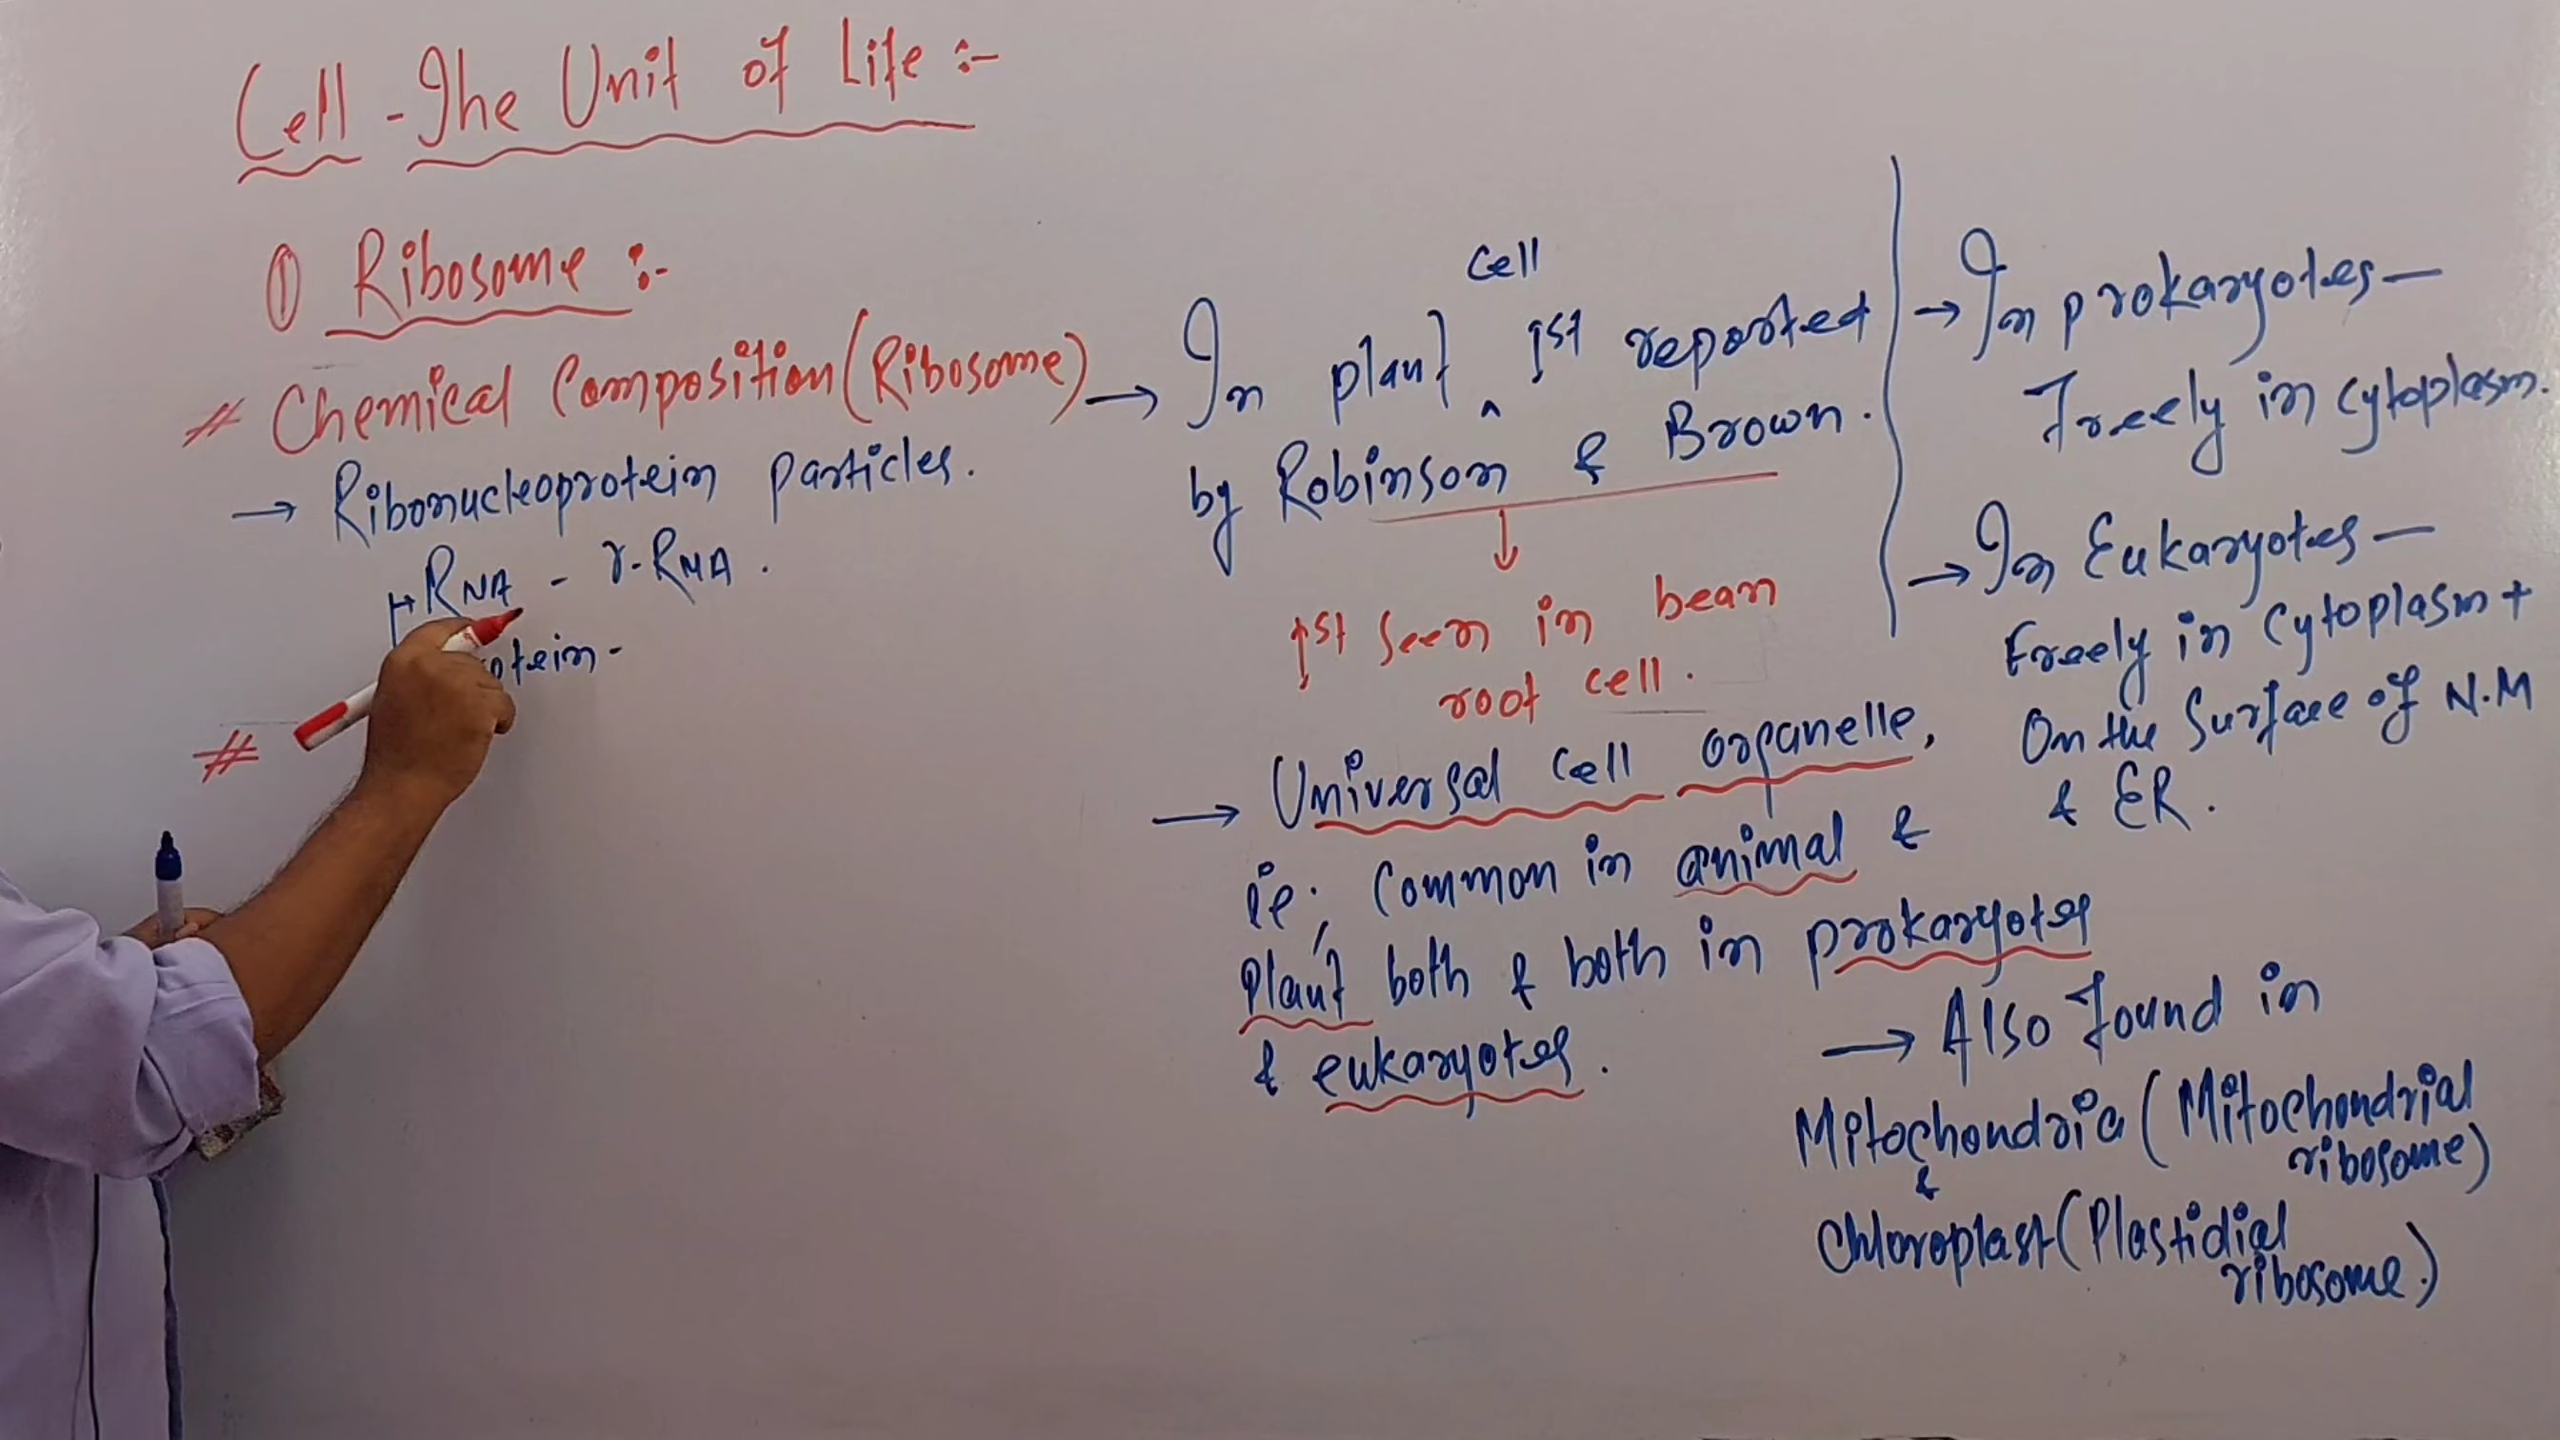 Cell - The Unit of Life :-
① Ribosome :-
# Chemical Composition (Ribosome)
→ Ribonucleoprotein particles.
→ RNA - r-RNA.
otein -
#
→ In plant cell 1st reported
by Robinson & Brown.
↓
1st Seen in bean
root cell.
→ Universal cell organelle,
ie; Common in animal &
Plant both & both in prokaryotes
& eukaryotes.
→ In prokaryotes —
Freely in cytoplasm.
→ In Eukaryotes —
Freely in Cytoplasm +
On the Surface of N.M
& ER.
→ Also Found in
Mitochondria (Mitochondrial
ribosome)
&
Chloroplast (Plastidial
ribosome.)